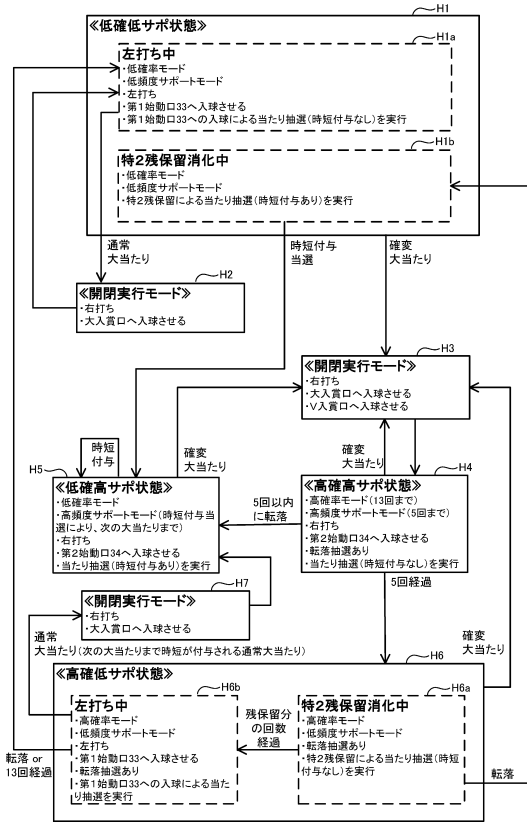 H1
≪低確低サポ状態≫
H1a
左打ち中
・低確率モード
・低頻度サポートモード
・左打ち
・第1始動口33へ入球させる
・第1始動口33への入球による当たり抽選(時短付与なし)を実行
H1b
特2残保留消化中
・低確率モード
・低頻度サポートモード
・特2残保留による当たり抽選(時短付与あり)を実行
通常
大当たり
時短付与
当選
確変
大当たり
H2
≪開閉実行モード≫
・右打ち
・大入賞口へ入球させる
H3
≪開閉実行モード≫
・右打ち
・大入賞口へ入球させる
・V入賞口へ入球させる
時短
付与
確変
大当たり
確変
大当たり
H5
≪低確高サポ状態≫
・低確率モード
・高頻度サポートモード(時短付与当
選により、次の大当たりまで)
・右打ち
・第2始動口34へ入球させる
・当たり抽選(時短付与あり)を実行
5回以内
に転落
H4
≪高確高サポ状態≫
・高確率モード(13回まで)
・高頻度サポートモード(5回まで)
・右打ち
・第2始動口34へ入球させる
・転落抽選あり
・当たり抽選(時短付与なし)を実行
5回経過
H7
≪開閉実行モード≫
・右打ち
・大入賞口へ入球させる
通常
大当たり(次の大当たりまで時短が付与される通常大当たり)
確変
大当たり
H6
≪高確低サポ状態≫
H6b
左打ち中
・高確率モード
・低頻度サポートモード
・左打ち
・第1始動口33へ入球させる
・転落抽選あり
・第1始動口33への入球による当た
り抽選を実行
残保留分
の回数
経過
H6a
特2残保留消化中
・高確率モード
・低頻度サポートモード
・転落抽選あり
・特2残保留による当たり抽選(時短
付与なし)を実行
転落 or
13回経過
転落